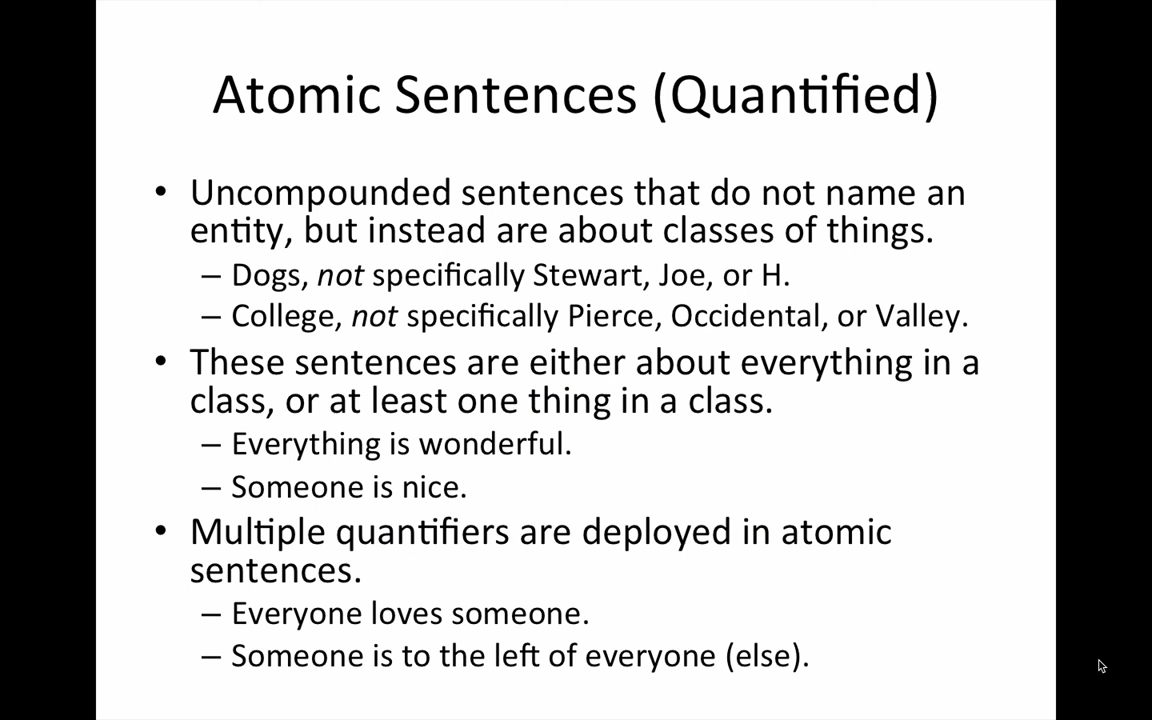 Atomic Sentences (Quantified)
• Uncompounded sentences that do not name an
entity, but instead are about classes of things.
– Dogs, not specifically Stewart, Joe, or H.
– College, not specifically Pierce, Occidental, or Valley.
• These sentences are either about everything in a
class, or at least one thing in a class.
– Everything is wonderful.
– Someone is nice.
• Multiple quantifiers are deployed in atomic
sentences.
– Everyone loves someone.
– Someone is to the left of everyone (else).